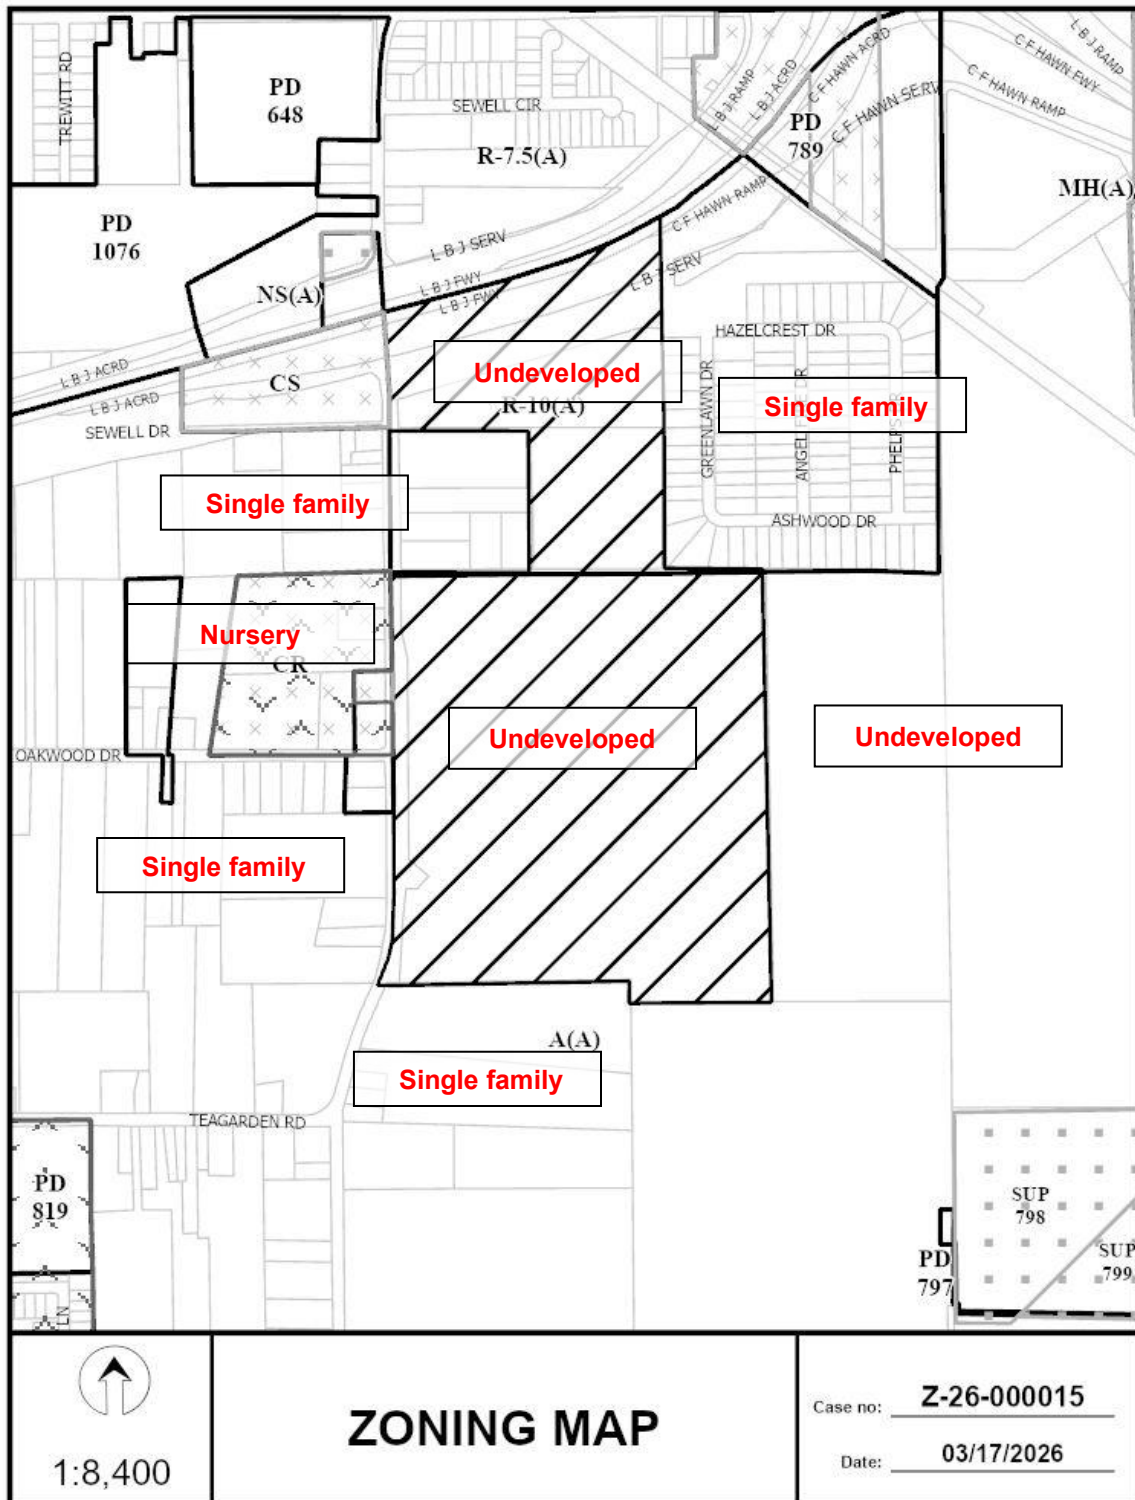 TREWITT RD
PD
648
SEWELL CIR
R-7.5(A)
L B J RAMP
L B J ACRD
C F HAWN ACRD
C F HAWN SERV
C F HAWN FWY
L B J RAMP
C F HAWN RAMP
PD
789
MH(A)
PD
1076
L B J SERV
C F HAWN RAMP
L B J SERV
NS(A)
L B J FWY
L B J FWY
L B J ACRD
L B J ACRD
CS
SEWELL DR
HAZELCREST DR
Undeveloped
R-10(A)
GREENLAWN DR
Single family
ASHWOOD DR
Single family
Nursery
CR
OAKWOOD DR
Undeveloped
Undeveloped
Single family
A(A)
Single family
TEAGARDEN RD
PD
819
LN
SUP
798
SUP
799
PD
797
1:8,400
ZONING MAP
Case no: Z-26-000015
Date: 03/17/2026